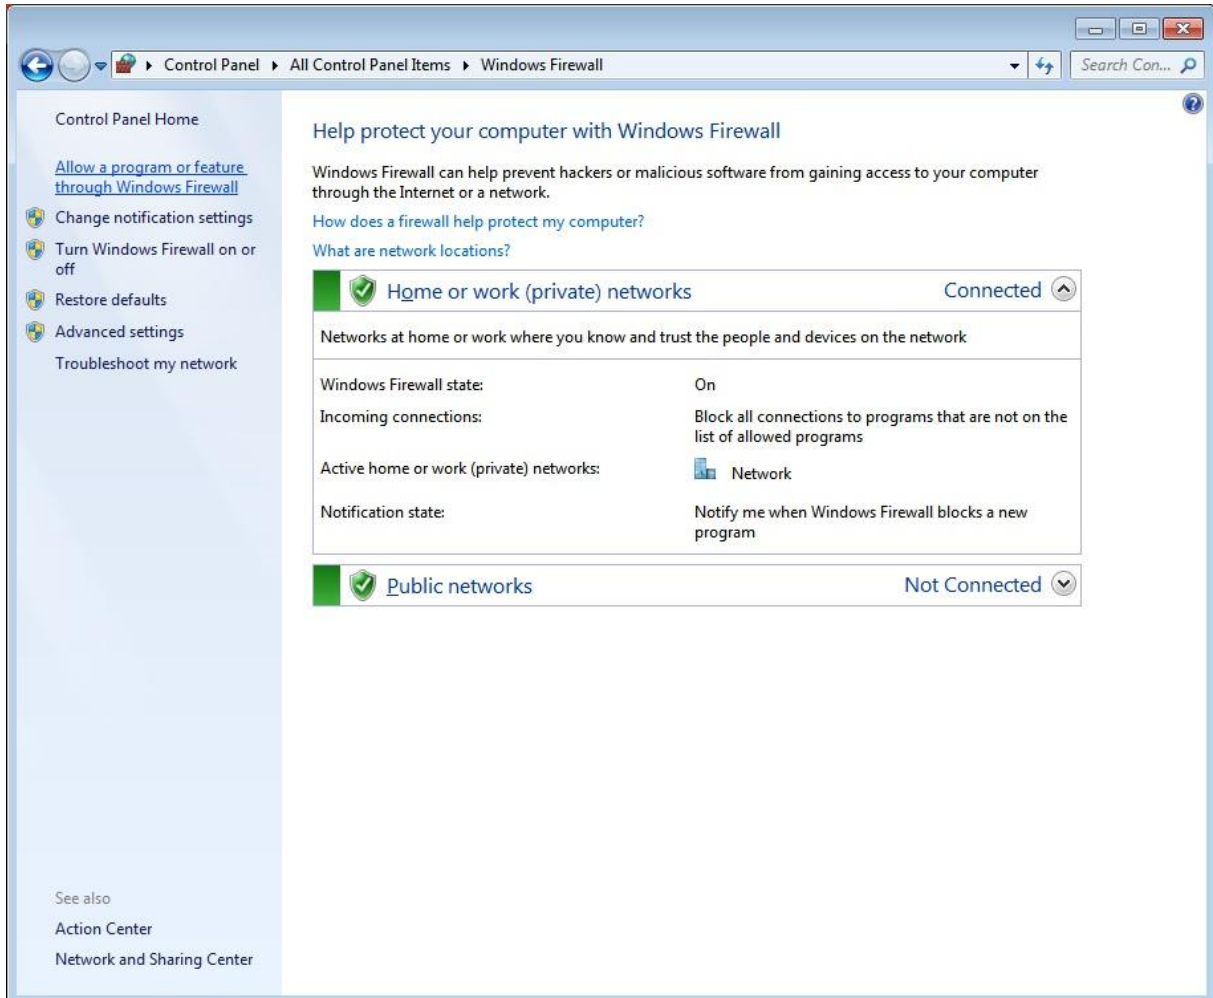 Control Panel All Control Panel Items Windows Firewall
Search Con...
Control Panel Home
Allow a program or feature
through Windows Firewall
Change notification settings
Turn Windows Firewall on or
off
Restore defaults
Advanced settings
Troubleshoot my network
See also
Action Center
Network and Sharing Center
Help protect your computer with Windows Firewall
Windows Firewall can help prevent hackers or malicious software from gaining access to your computer
through the Internet or a network.
How does a firewall help protect my computer?
What are network locations?
Home or work (private) networks Connected
Networks at home or work where you know and trust the people and devices on the network
Windows Firewall state: On
Incoming connections: Block all connections to programs that are not on the
list of allowed programs
Active home or work (private) networks: Network
Notification state: Notify me when Windows Firewall blocks a new
program
Public networks Not Connected